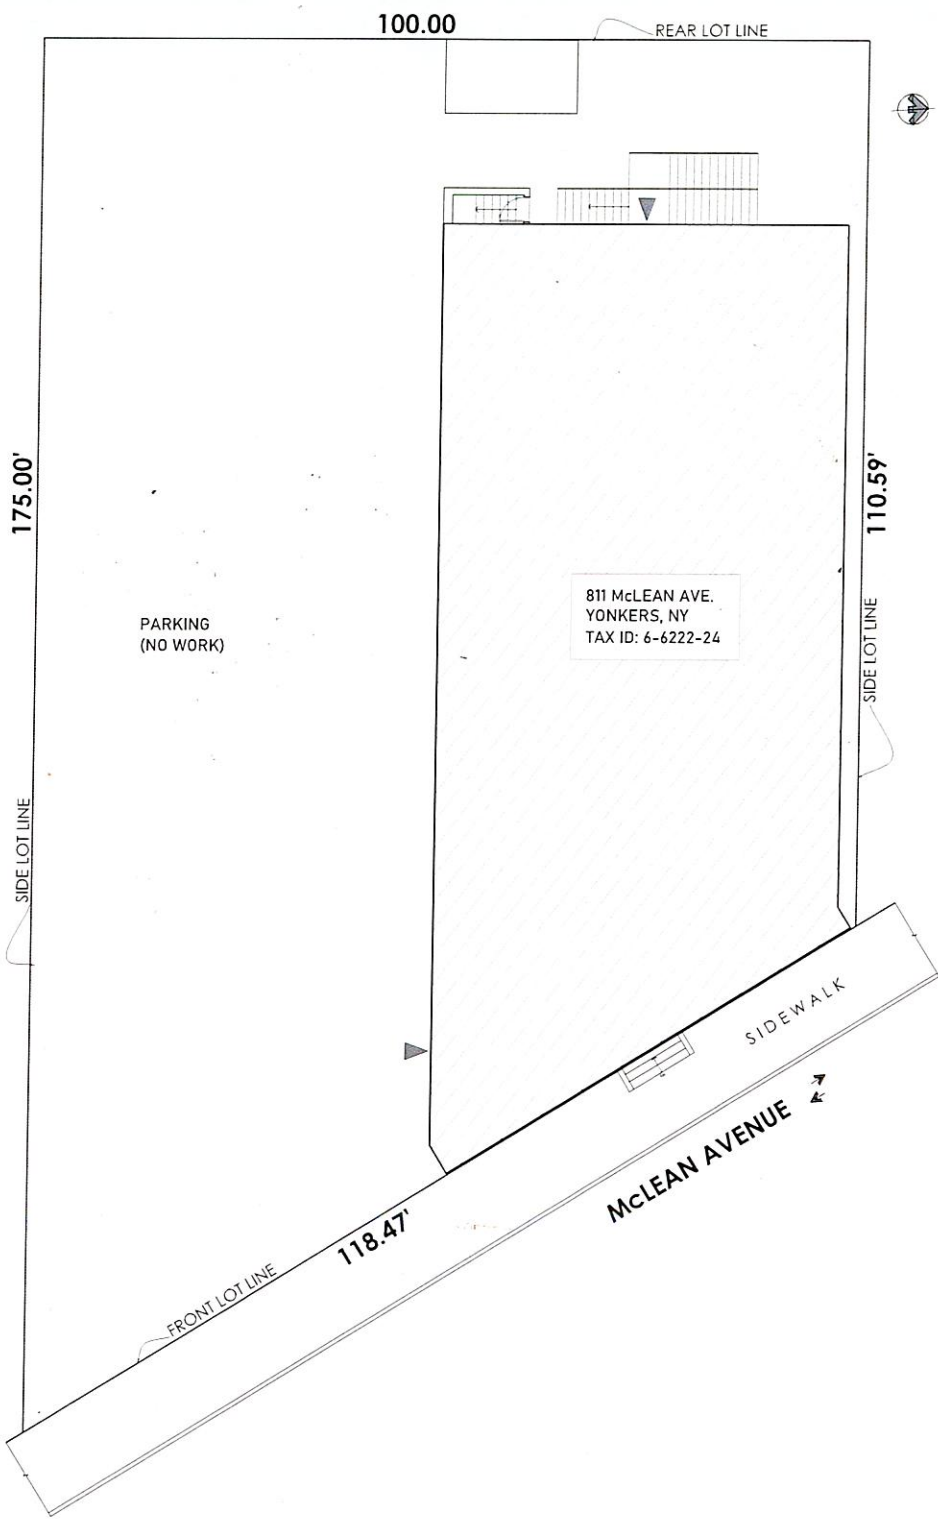 100.00
REAR LOT LINE
175.00'
110.59'
811 McLEAN AVE.
YONKERS, NY
TAX ID: 6-6222-24
PARKING
(NO WORK)
SIDE LOT LINE
SIDE LOT LINE
SIDEWALK
McLEAN AVENUE
118.47'
FRONT LOT LINE